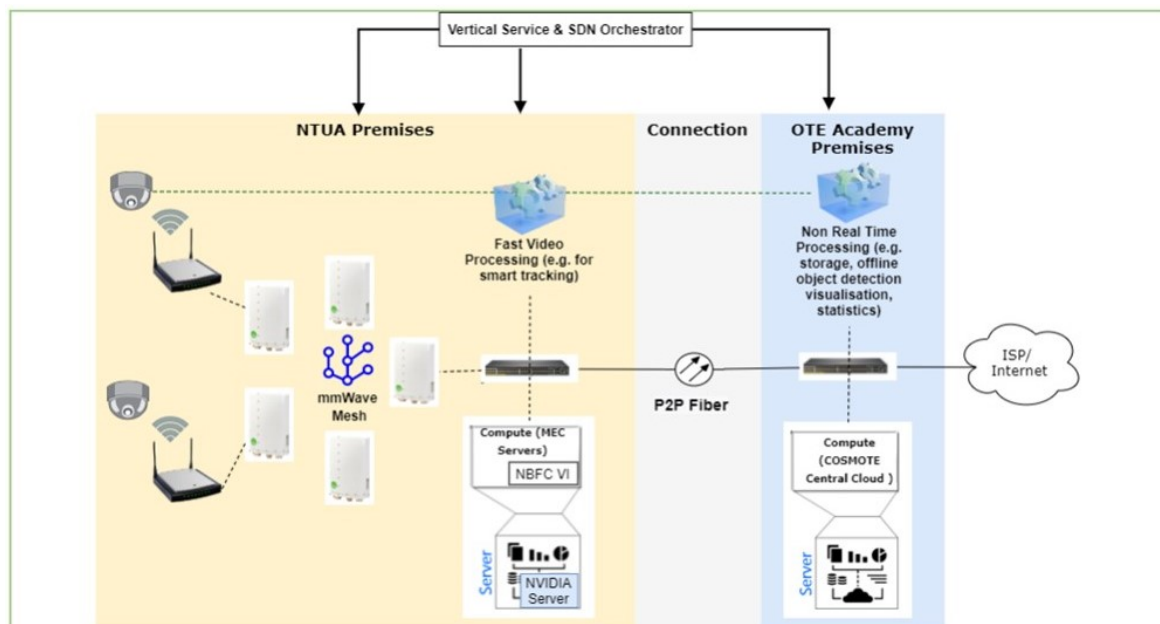 Vertical Service & SDN Orchestrator
NTUA Premises
Connection
OTE Academy
Premises
Fast Video
Processing (e.g. for
smart tracking)
Non Real Time
Processing (e.g.
storage, offline
object detection
visualisation,
statistics)
mmWave
Mesh
P2P Fiber
ISP/
Internet
Compute (MEC
Servers)
NBFC VI
Server
NVIDIA
Server
Compute
(COSMOTE
Central Cloud )
Server